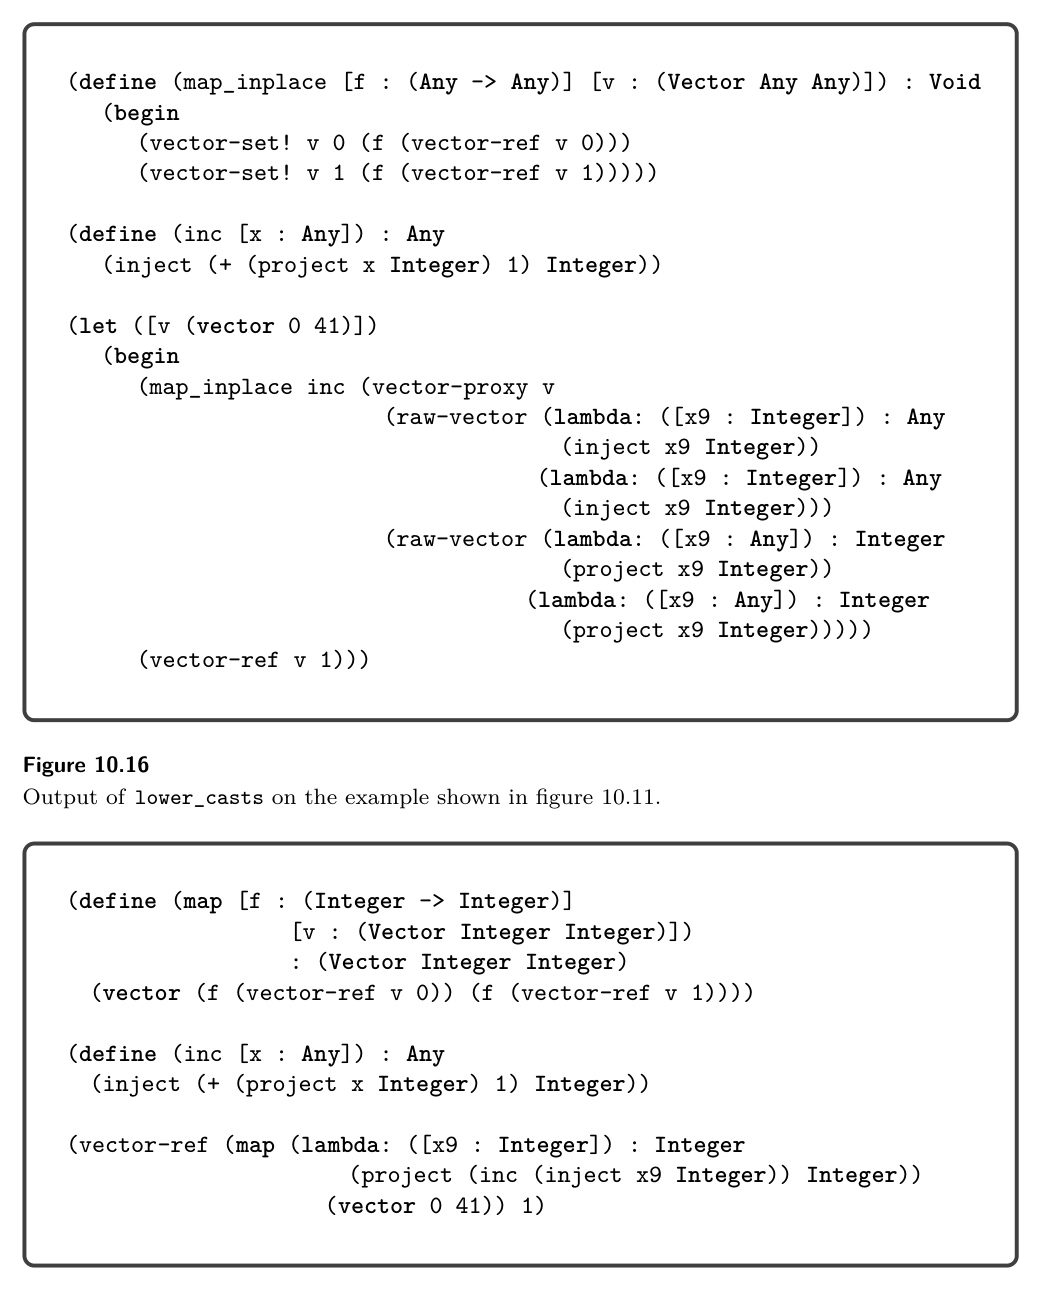 (define (map_inplace [f : (Any -> Any)] [v : (Vector Any Any)]) : Void
(begin
(vector-set! v 0 (f (vector-ref v 0)))
(vector-set! v 1 (f (vector-ref v 1)))))
(define (inc [x : Any]) : Any
(inject (+ (project x Integer) 1) Integer))
(let ([v (vector 0 41)])
(begin
(map_inplace inc (vector-proxy v
(raw-vector (lambda: ([x9 : Integer]) : Any
(inject x9 Integer))
(lambda: ([x9 : Integer]) : Any
(inject x9 Integer)))
(raw-vector (lambda: ([x9 : Any]) : Integer
(project x9 Integer))
(lambda: ([x9 : Any]) : Integer
(project x9 Integer)))))
(vector-ref v 1)))
Figure 10.16
Output of lower_casts on the example shown in figure 10.11.
(define (map [f : (Integer -> Integer)]
[v : (Vector Integer Integer)])
: (Vector Integer Integer)
(vector (f (vector-ref v 0)) (f (vector-ref v 1))))
(define (inc [x : Any]) : Any
(inject (+ (project x Integer) 1) Integer))
(vector-ref (map (lambda: ([x9 : Integer]) : Integer
(project (inc (inject x9 Integer)) Integer))
(vector 0 41)) 1)